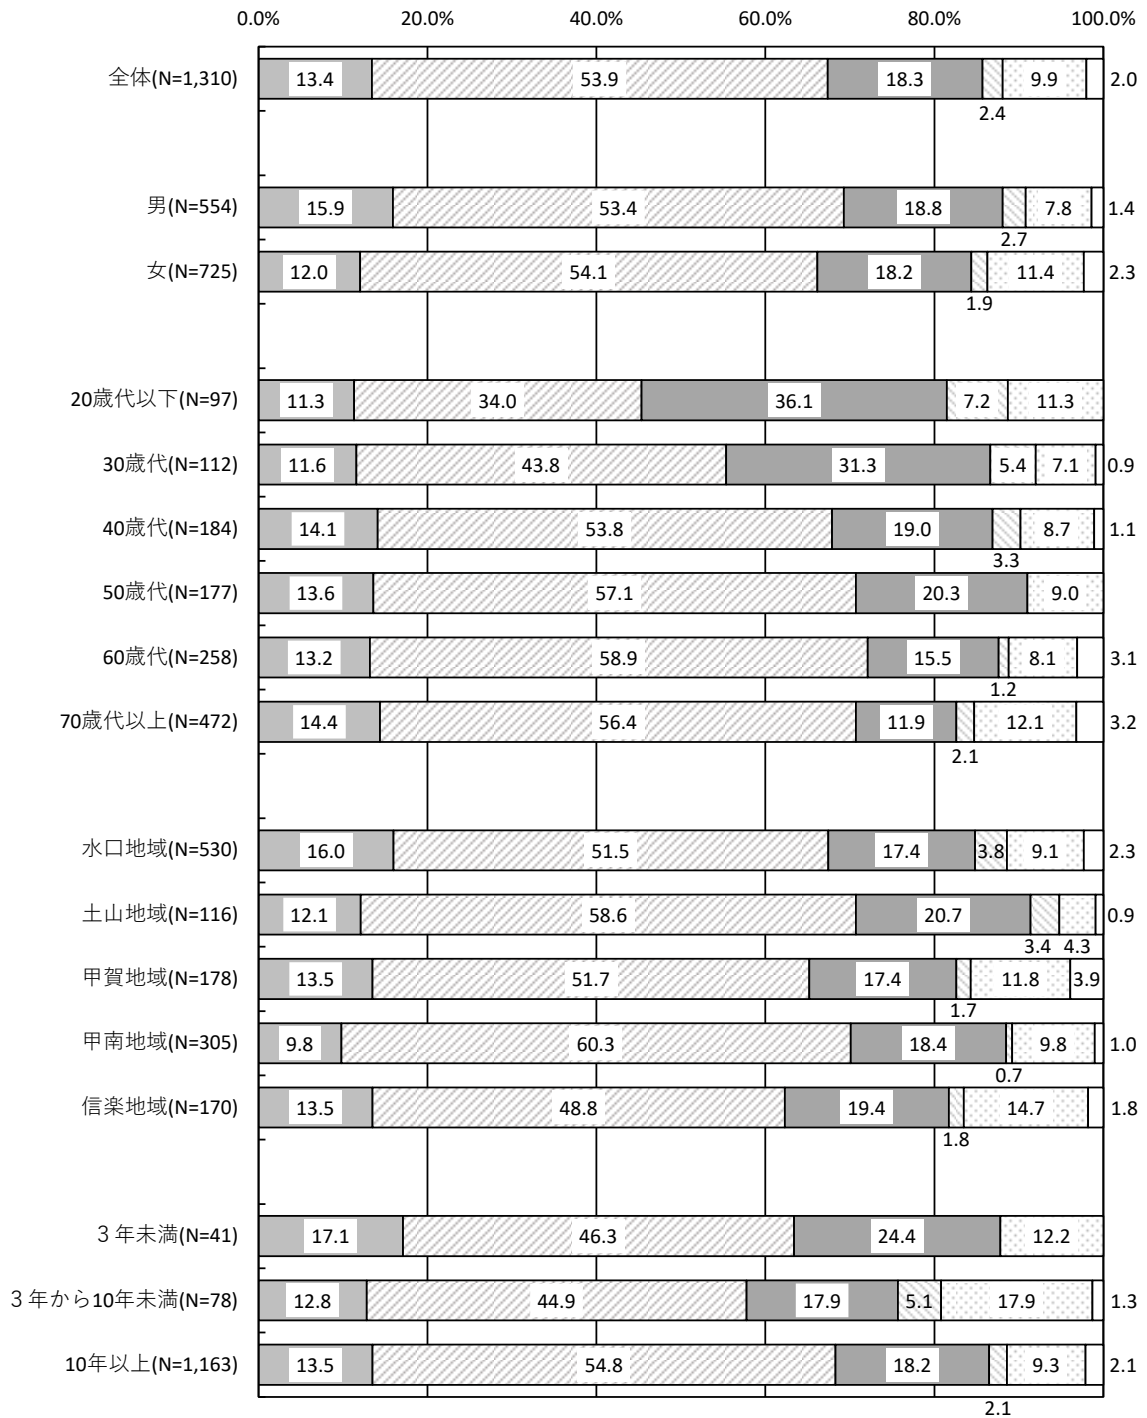 0.0% 20.0% 40.0% 60.0% 80.0% 100.0%
全体(N=1,310) 13.4 53.9 18.3 9.9 2.0
2.4
男(N=554) 15.9 53.4 18.8 7.8 1.4
2.7
女(N=725) 12.0 54.1 18.2 11.4 2.3
1.9
20歳代以下(N=97) 11.3 34.0 36.1 7.2 11.3
30歳代(N=112) 11.6 43.8 31.3 5.4 7.1 0.9
40歳代(N=184) 14.1 53.8 19.0 8.7 1.1
3.3
50歳代(N=177) 13.6 57.1 20.3 9.0
60歳代(N=258) 13.2 58.9 15.5 8.1 3.1
1.2
70歳代以上(N=472) 14.4 56.4 11.9 12.1 3.2
2.1
水口地域(N=530) 16.0 51.5 17.4 3.8 9.1 2.3
土山地域(N=116) 12.1 58.6 20.7 0.9
3.4 4.3
甲賀地域(N=178) 13.5 51.7 17.4 11.8 3.9
1.7
甲南地域(N=305) 9.8 60.3 18.4 9.8 1.0
0.7
信楽地域(N=170) 13.5 48.8 19.4 14.7 1.8
1.8
３年未満(N=41) 17.1 46.3 24.4 12.2
３年から10年未満(N=78) 12.8 44.9 17.9 5.1 17.9 1.3
10年以上(N=1,163) 13.5 54.8 18.2 9.3 2.1
2.1